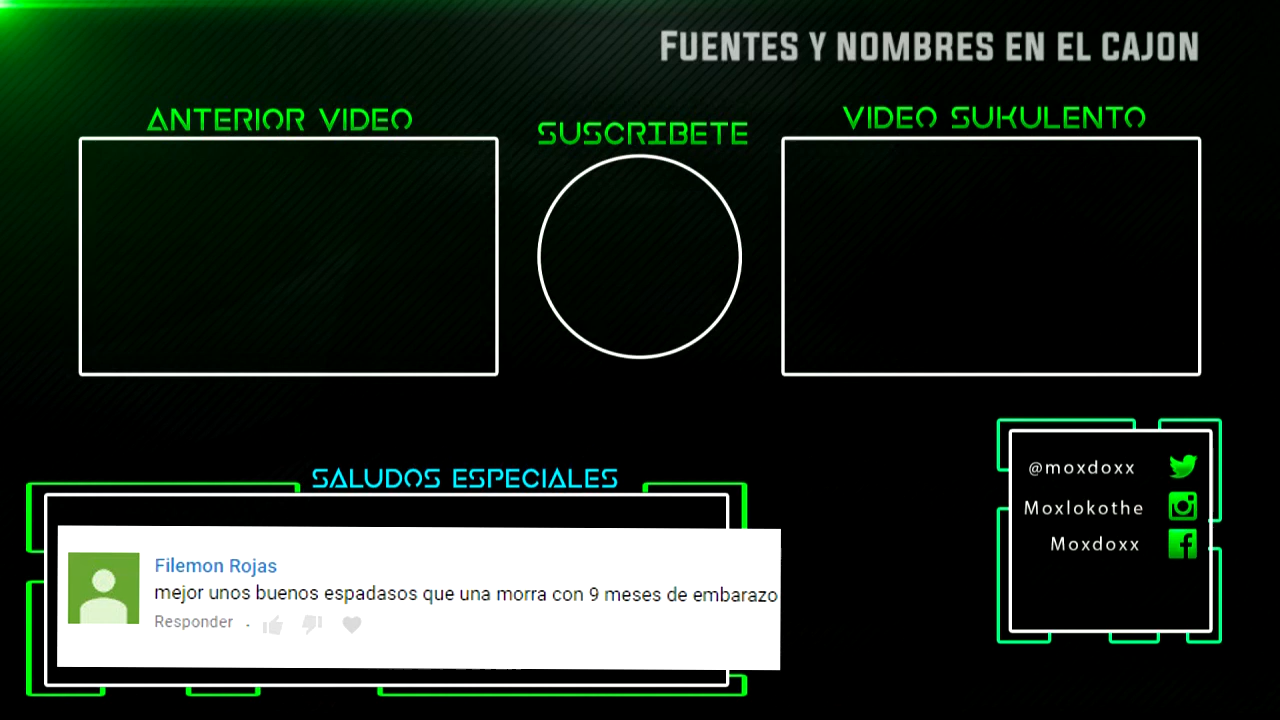 FUENTES Y NOMBRES EN EL CAJON
ANTERIOR VIDEO
SUSCRIBETE
VIDEO SUKULENTO
SALUDOS ESPECIALES
Filemon Rojas
mejor unos buenos espadasos que una morra con 9 meses de embarazo
Responder
@moxdoxx
Moxlokothe
Moxdoxx